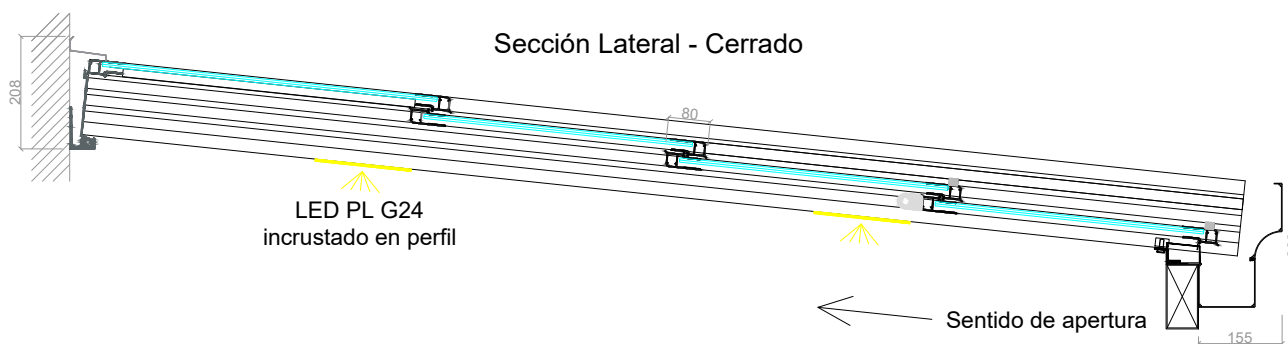 Sección Lateral - Cerrado
208
80
LED PL G24
incrustado en perfil
Sentido de apertura
155